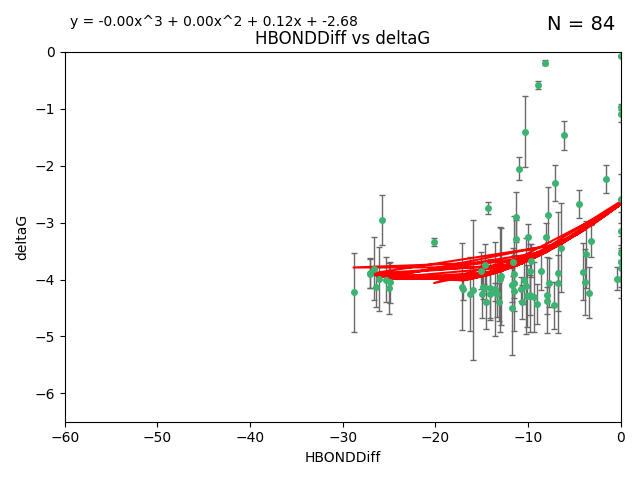 y = -0.00x^3 + 0.00x^2 + 0.12x + -2.68
N = 84
HBONDDiff vs deltaG
0
−1
−2
−3
−4
−5
−6
deltaG
−60 −50 −40 −30 −20 −10 0
HBONDDiff